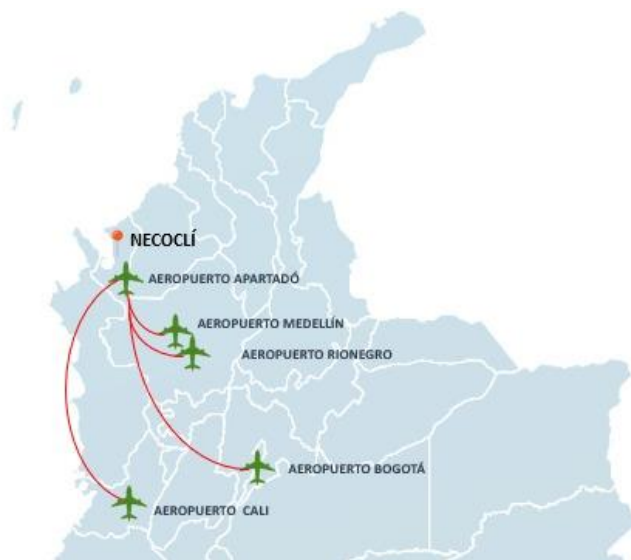 NECOCLÍ
AEROPUERTO APARTADÓ
AEROPUERTO MEDELLÍN
AEROPUERTO RIONEGRO
AEROPUERTO BOGOTÁ
AEROPUERTO CALI